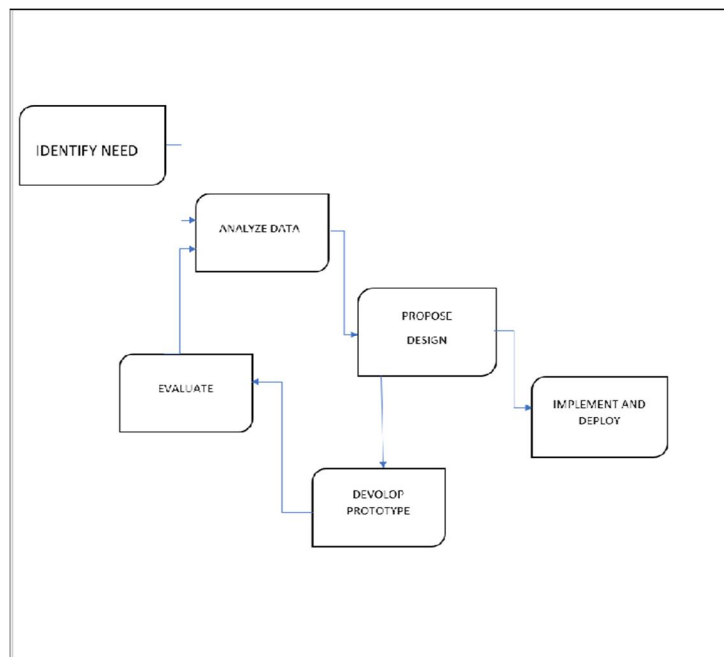 IDENTIFY NEED
ANALYZE DATA
PROPOSE
DESIGN
EVALUATE
IMPLEMENT AND
DEPLOY
DEVOLOP
PROTOTYPE